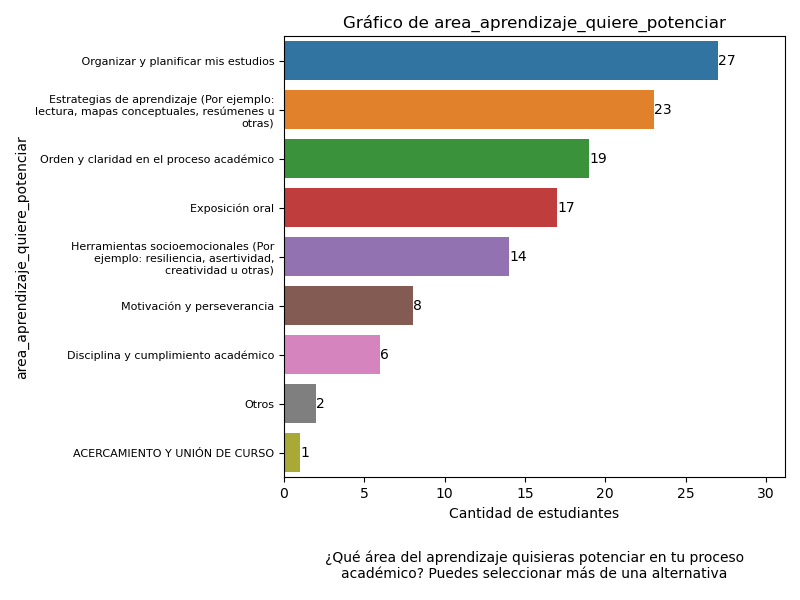 Gráfico de area_aprendizaje_quiere_potenciar
area_aprendizaje_quiere_potenciar
Organizar y planificar mis estudios
27
Estrategias de aprendizaje (Por ejemplo:
lectura, mapas conceptuales, resúmenes u
otras)
23
Orden y claridad en el proceso académico
19
Exposición oral
17
Herramientas socioemocionales (Por
ejemplo: resiliencia, asertividad,
creatividad u otras)
14
Motivación y perseverancia
8
Disciplina y cumplimiento académico
6
Otros
2
ACERCAMIENTO Y UNIÓN DE CURSO
1
0 5 10 15 20 25 30
Cantidad de estudiantes
¿Qué área del aprendizaje quisieras potenciar en tu proceso
académico? Puedes seleccionar más de una alternativa